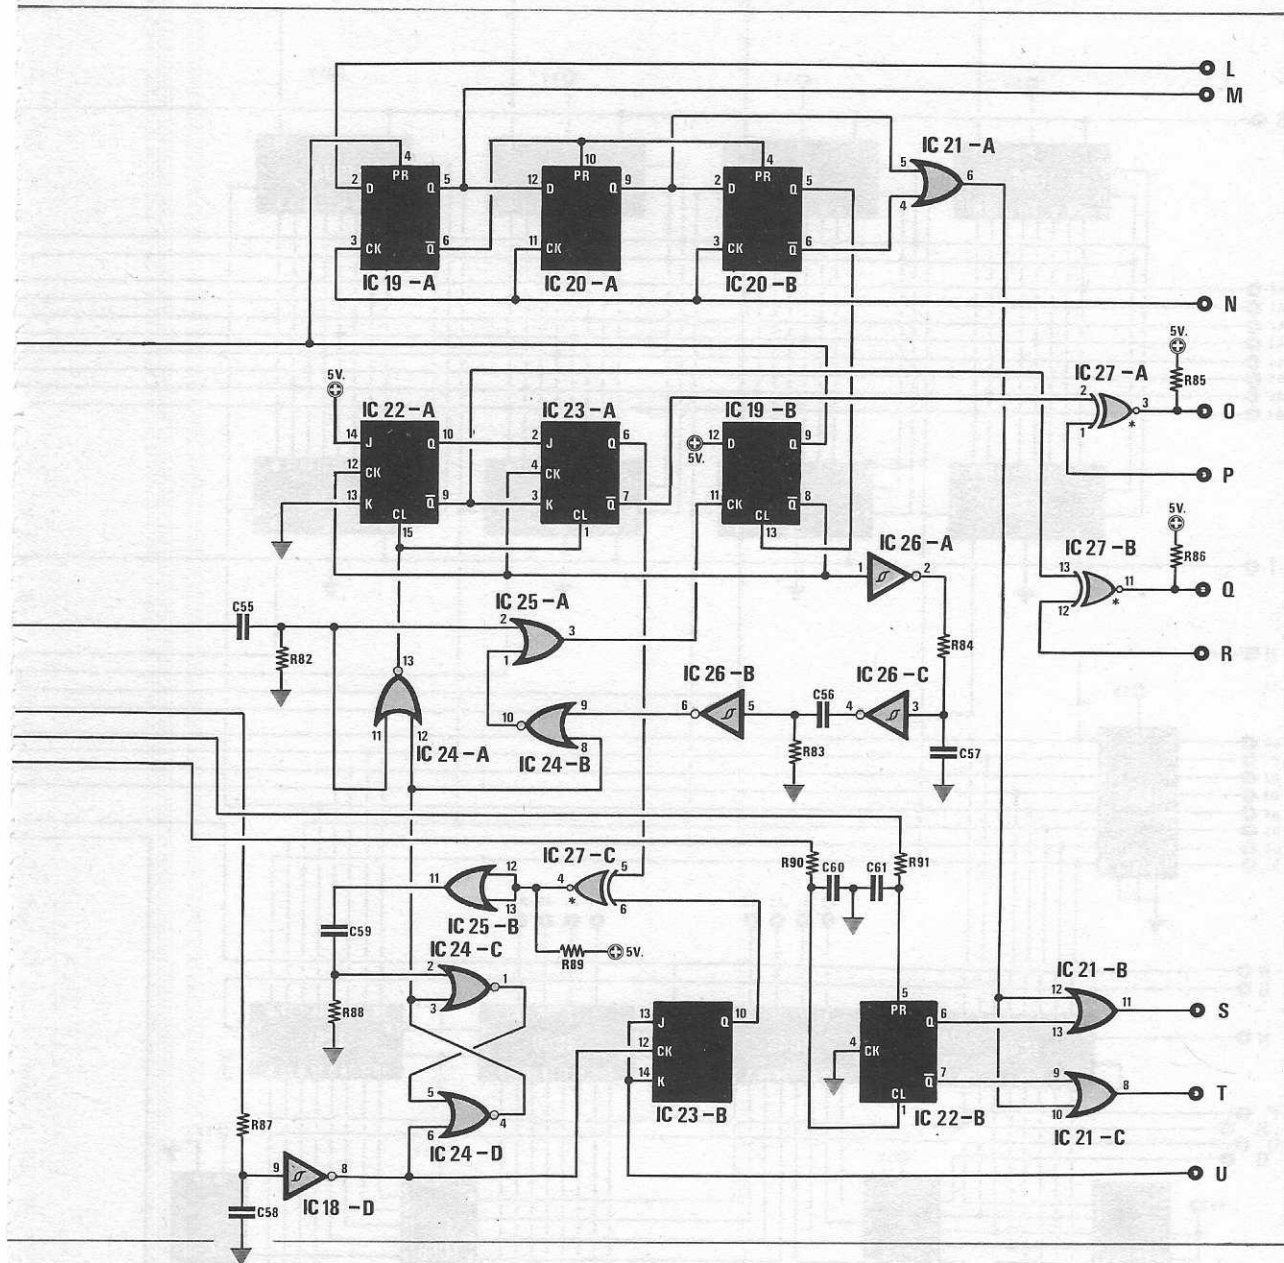 L
M
IC 21 - A
4 10 4 5 6
PR PR PR
2 D Q 5 12 D Q 9 2 D Q 5
4
3 CK Q̅ 6 11 CK Q̅ 3 CK Q̅ 6
IC 19 - A IC 20 - A IC 20 - B
N
5V.
5V. IC 27 - A
R85
IC 22 - A IC 23 - A IC 19 - B 2 3 O
1 *
14 J Q 10 2 J Q 6 12 D Q 9
5V.
12 CK 4 CK P
13 K Q̅ 9 3 K Q̅ 7 11 CK Q̅ 8
CL CL
15 1 13
5V.
IC 26 - A IC 27 - B
R86
1 2 13 11 Q
12 *
C55 IC 25 - A
2 3
1
R82 R84
R
13 IC 26 - B C56 IC 26 - C
6 5 4 3
10 9
8
11 12
IC 24 - A IC 24 - B R83 C57
R90 C60 C61 R91
IC 27 - C
11 12 4 5
13 * 6
IC 25 - B
C59 R89 5V.
IC 24 - C
2 1
3
R88
5 IC 21 - B
PR 12 11 S
13 J Q 10 Q 6 13
12 CK 4 CK
14 K Q̅ 7 9 8 T
CL 10
1
IC 23 - B IC 22 - B IC 21 - C
5 4
6
R87 IC 24 - D
9 8 U
C58 IC 18 - D